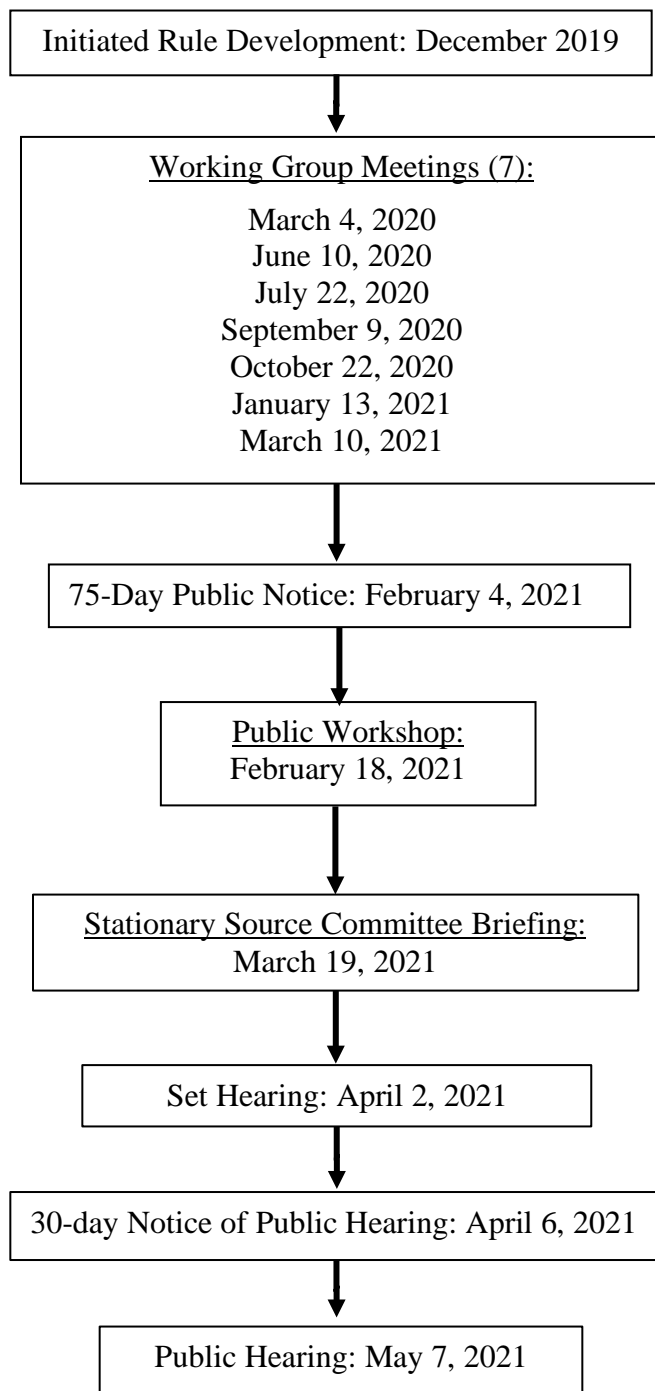 Initiated Rule Development: December 2019
Working Group Meetings (7):
March 4, 2020
June 10, 2020
July 22, 2020
September 9, 2020
October 22, 2020
January 13, 2021
March 10, 2021
75-Day Public Notice: February 4, 2021
Public Workshop:
February 18, 2021
Stationary Source Committee Briefing:
March 19, 2021
Set Hearing: April 2, 2021
30-day Notice of Public Hearing: April 6, 2021
Public Hearing: May 7, 2021